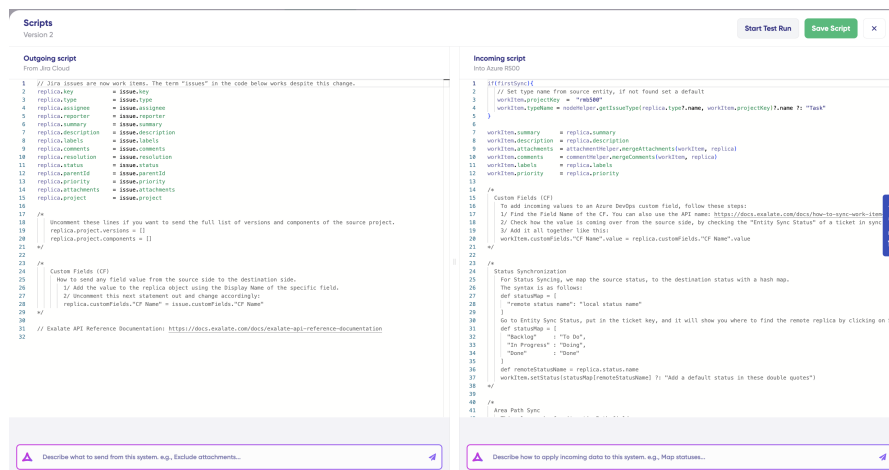 Scripts
Version 2
Start Test Run
Save Script
Outgoing script
From Jira Cloud
1 // Jira issues are now work items. The term "issues" in the code below works despite this change.
2 replica.key = issue.key
3 replica.type = issue.type
4 replica.assignee = issue.assignee
5 replica.reporter = issue.reporter
6 replica.summary = issue.summary
7 replica.description = issue.description
8 replica.labels = issue.labels
9 replica.comments = issue.comments
10 replica.resolution = issue.resolution
11 replica.status = issue.status
12 replica.parentId = issue.parentId
13 replica.priority = issue.priority
14 replica.attachments = issue.attachments
15 replica.project = issue.project
16
17 /*
18 Uncomment these lines if you want to send the full list of versions and components of the source project.
19 replica.project.versions = []
20 replica.project.components = []
21 */
22
23 /*
24 Custom Fields (CF)
25 How to send any field value from the source side to the destination side.
26 1/ Add the value to the replica object using the Display Name of the specific field.
27 2/ Uncomment this next statement out and change accordingly:
28 replica.customFields."CF Name" = issue.customFields."CF Name"
29 */
30
31 // Exalate API Reference Documentation: https://docs.exalate.com/docs/exalate-api-reference-documentation
32
Describe what to send from this system. e.g., Exclude attachments...
Incoming script
Into Azure R500
1 if(firstSync){
2 // Set type name from source entity, if not found set a default
3 workItem.projectKey = "rmb500"
4 workItem.typeName = nodeHelper.getIssueType(replica.type?.name, workItem.projectKey)?.name ?: "Task"
5 }
6
7 workItem.summary = replica.summary
8 workItem.description = replica.description
9 workItem.attachments = attachmentHelper.mergeAttachments(workItem, replica)
10 workItem.comments = commentHelper.mergeComments(workItem, replica)
11 workItem.labels = replica.labels
12 workItem.priority = replica.priority
13
14 /*
15 Custom Fields (CF)
16 To add incoming values to an Azure DevOps custom field, follow these steps:
17 1/ Find the Field Name of the CF. You can also use the API name: https://docs.exalate.com/docs/how-to-sync-work-item
18 2/ Check how the value is coming over from the source side, by checking the "Entity Sync Status" of a ticket in sync
19 3/ Add it all together like this:
20 workItem.customFields."CF Name".value = replica.customFields."CF Name".value
21 */
22
23 /*
24 Status Synchronization
25 For Status Syncing, we map the source status, to the destination status with a hash map.
26 The syntax is as follows:
27 def statusMap = [
28 "remote status name": "local status name"
29 ]
30 Go to Entity Sync Status, put in the ticket key, and it will show you where to find the remote replica by clicking on
31 def statusMap = [
32 "Backlog" : "To Do",
33 "In Progress" : "Doing",
34 "Done" : "Done"
35 ]
36 def remoteStatusName = replica.status.name
37 workItem.setStatus(statusMap[remoteStatusName] ?: "Add a default status in these double quotes")
38 */
39
40 /*
41 Area Path Sync
Describe how to apply incoming data to this system. e.g., Map statuses...